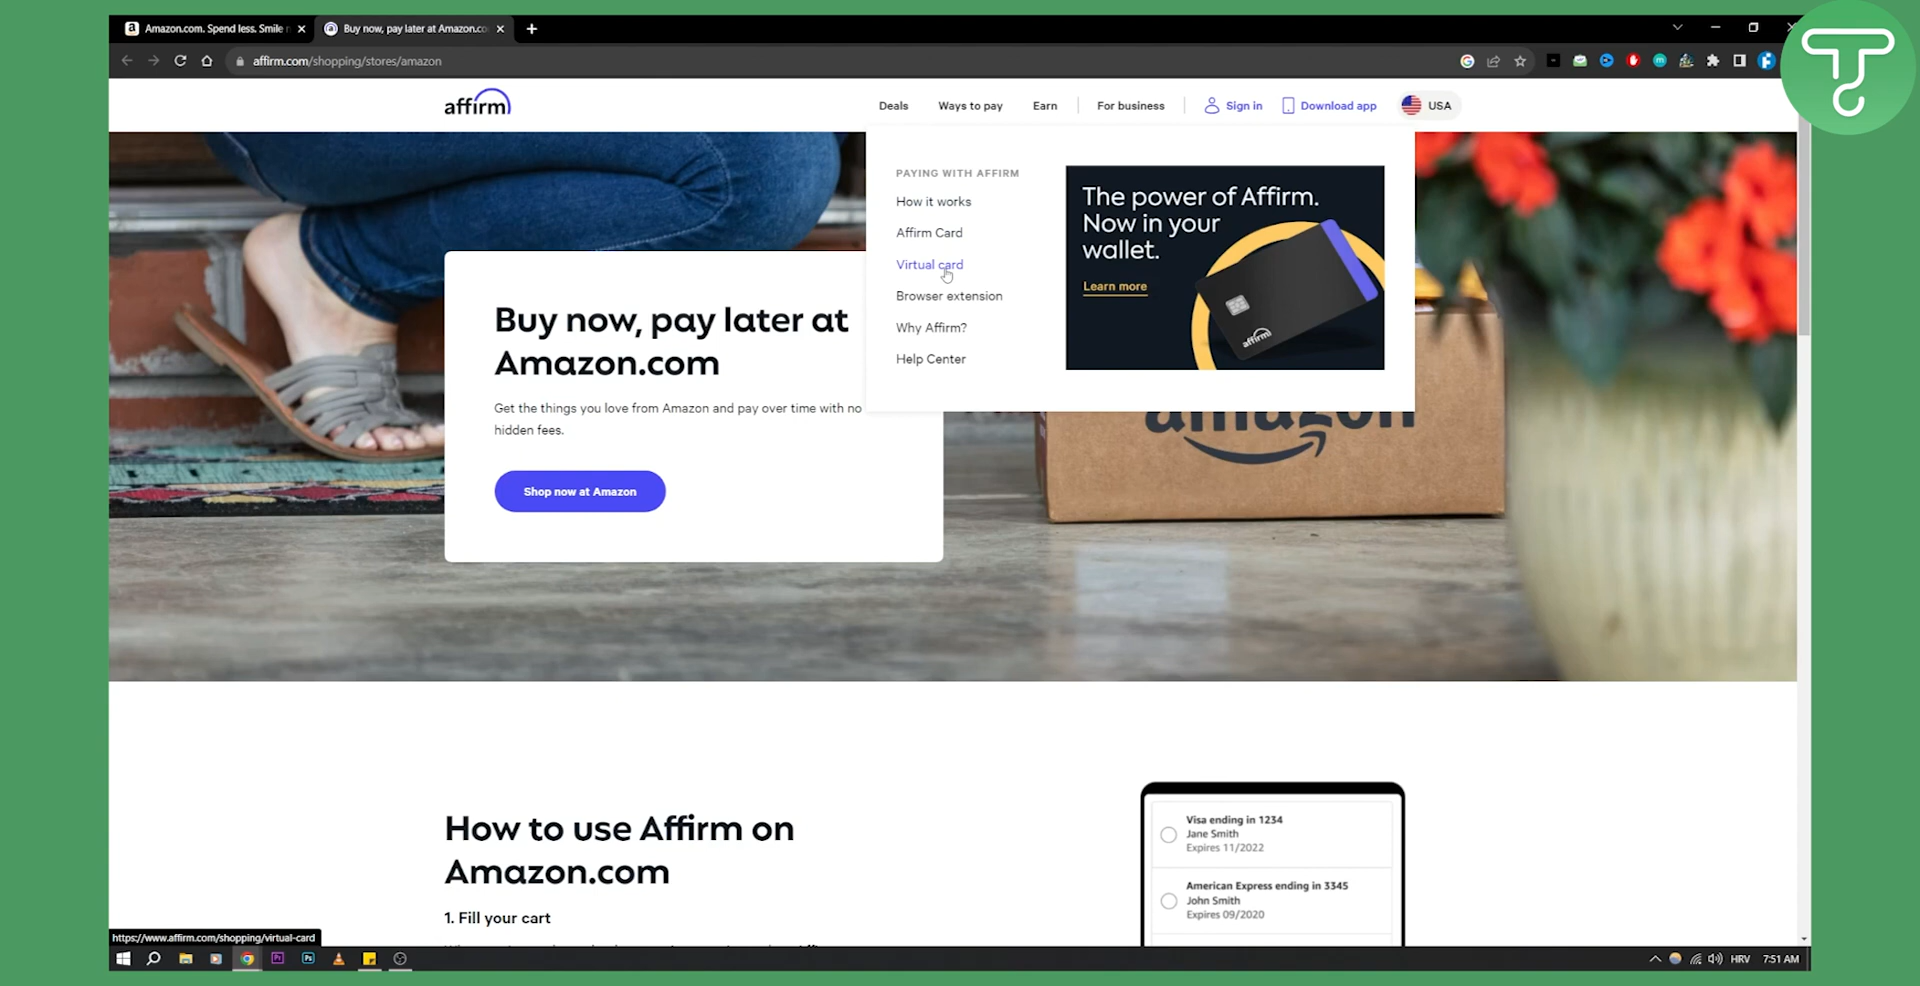 Amazon.com. Spend less. Smile
Buy now, pay later at Amazon.co
affirm.com/shopping/stores/amazon
affirm
Deals
Ways to pay
Earn
For business
Sign in
Download app
USA
PAYING WITH AFFIRM
How it works
Affirm Card
Virtual card
Browser extension
Why Affirm?
Help Center
The power of Affirm.
Now in your
wallet.
Learn more
affirm
Buy now, pay later at
Amazon.com
Get the things you love from Amazon and pay over time with no
hidden fees.
Shop now at Amazon
amazon
How to use Affirm on
Amazon.com
1. Fill your cart
Visa ending in 1234
Jane Smith
Expires 11/2022
American Express ending in 3345
John Smith
Expires 09/2020
https://www.affirm.com/shopping/virtual-card
Pr
Ps
HRV
7:51 AM